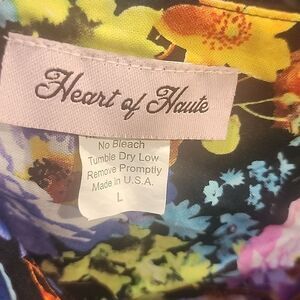 Heart of Haute
No Bleach
Tumble Dry Low
Remove Promptly
Made in U.S.A.
L